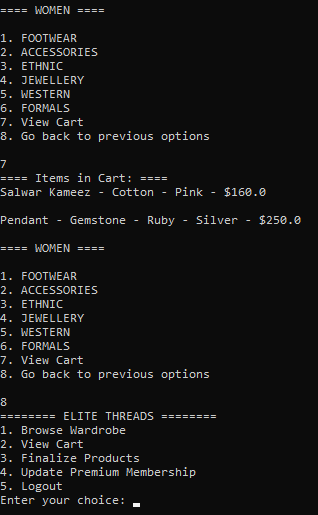 ==== WOMEN ====
1. FOOTWEAR
2. ACCESSORIES
3. ETHNIC
4. JEWELLERY
5. WESTERN
6. FORMALS
7. View Cart
8. Go back to previous options
7
==== Items in Cart: ====
Salwar Kameez - Cotton - Pink - $160.0
Pendant - Gemstone - Ruby - Silver - $250.0
==== WOMEN ====
1. FOOTWEAR
2. ACCESSORIES
3. ETHNIC
4. JEWELLERY
5. WESTERN
6. FORMALS
7. View Cart
8. Go back to previous options
8
======== ELITE THREADS ========
1. Browse Wardrobe
2. View Cart
3. Finalize Products
4. Update Premium Membership
5. Logout
Enter your choice: